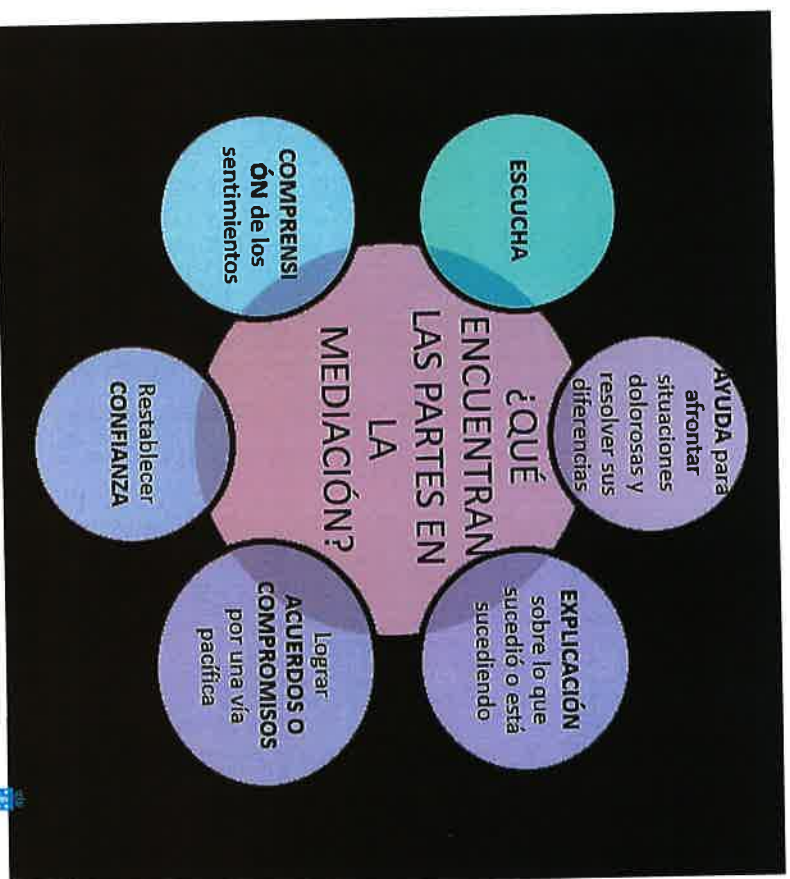 ¿QUÉ
ENCUENTRAN
LAS PARTES EN
LA
MEDIACIÓN?
AYUDA para
afrontar
situaciones
dolorosas y
resolver sus
diferencias
EXPLICACIÓN
sobre lo que
sucedió o está
sucediendo
Lograr
ACUERDOS O
COMPROMISOS
por una vía
pacífica
Restablecer
CONFIANZA
COMPRENSI
ÓN de los
sentimientos
ESCUCHA